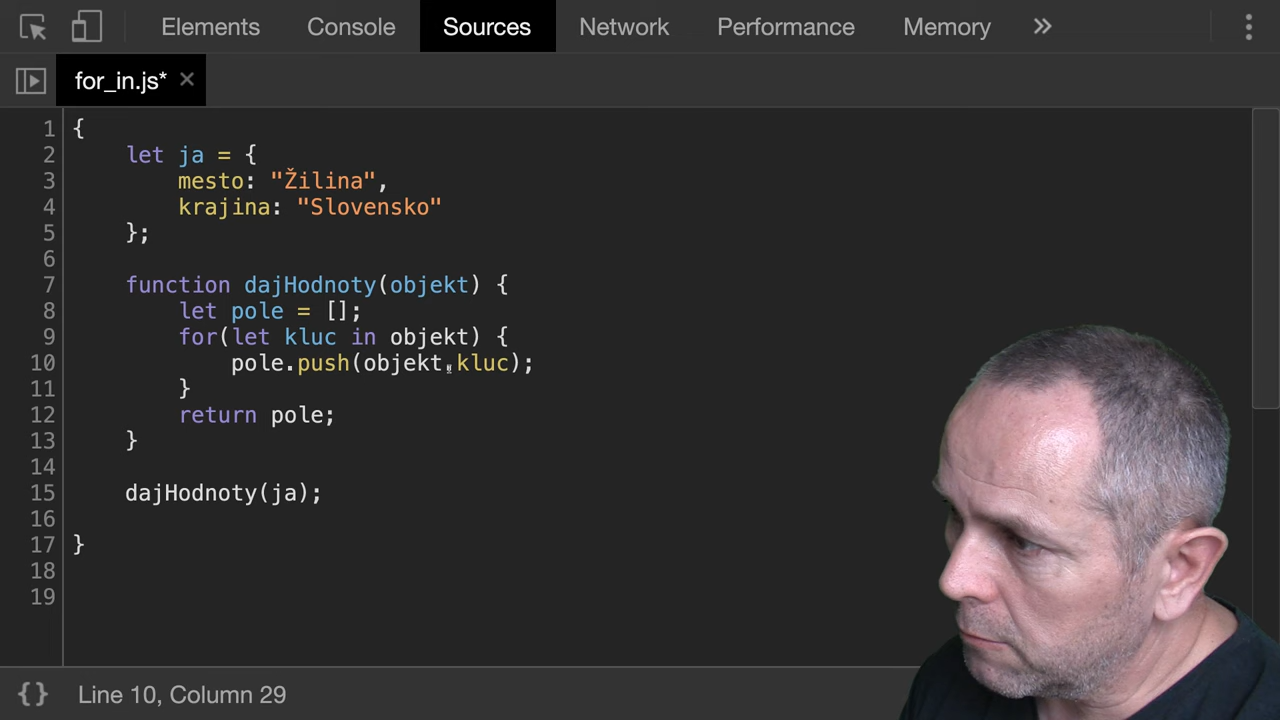 Elements Console Sources Network Performance Memory »
for_in.js* ×
1 {
2     let ja = {
3         mesto: "Žilina",
4         krajina: "Slovensko"
5     };
6
7     function dajHodnoty(objekt) {
8         let pole = [];
9         for(let kluc in objekt) {
10             pole.push(objekt.kluc);
11         }
12         return pole;
13     }
14
15     dajHodnoty(ja);
16
17 }
18
19
{} Line 10, Column 29